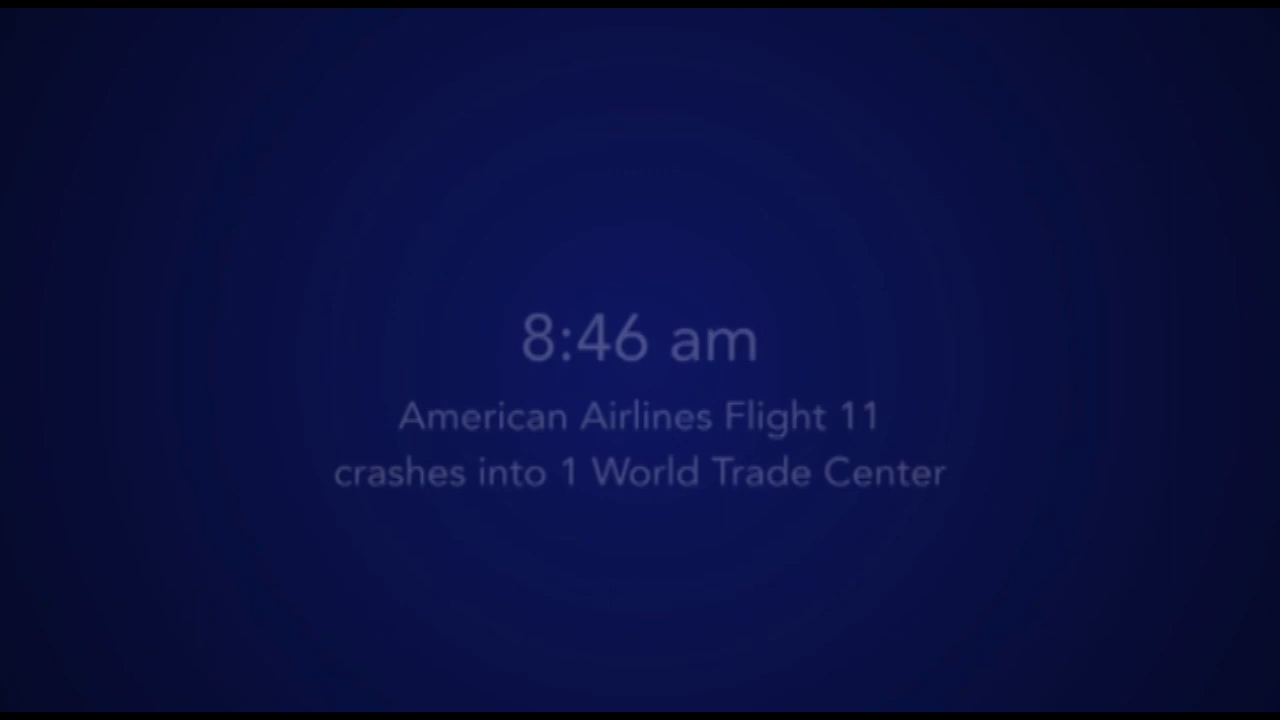 8:46 am
American Airlines Flight 11
crashes into 1 World Trade Center